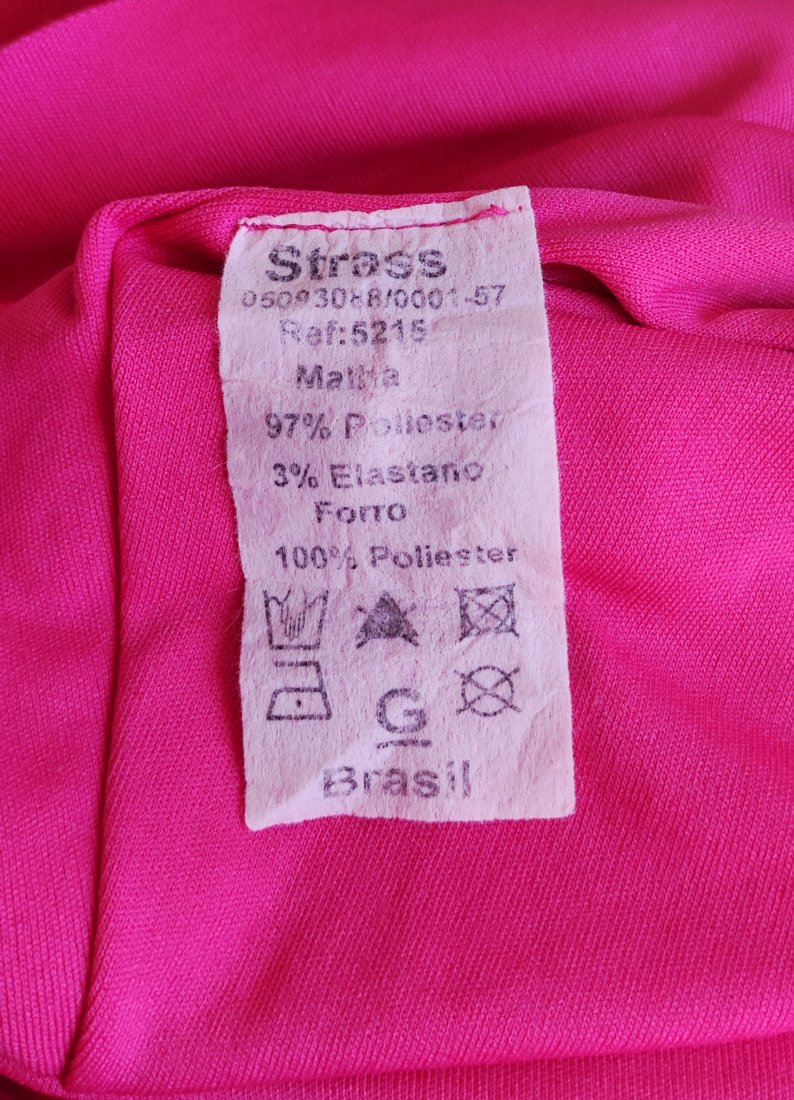 Strass
05093088/0001-57
Ref:5215
Malha
97% Poliester
3% Elastano
Forro
100% Poliester
G
Brasil